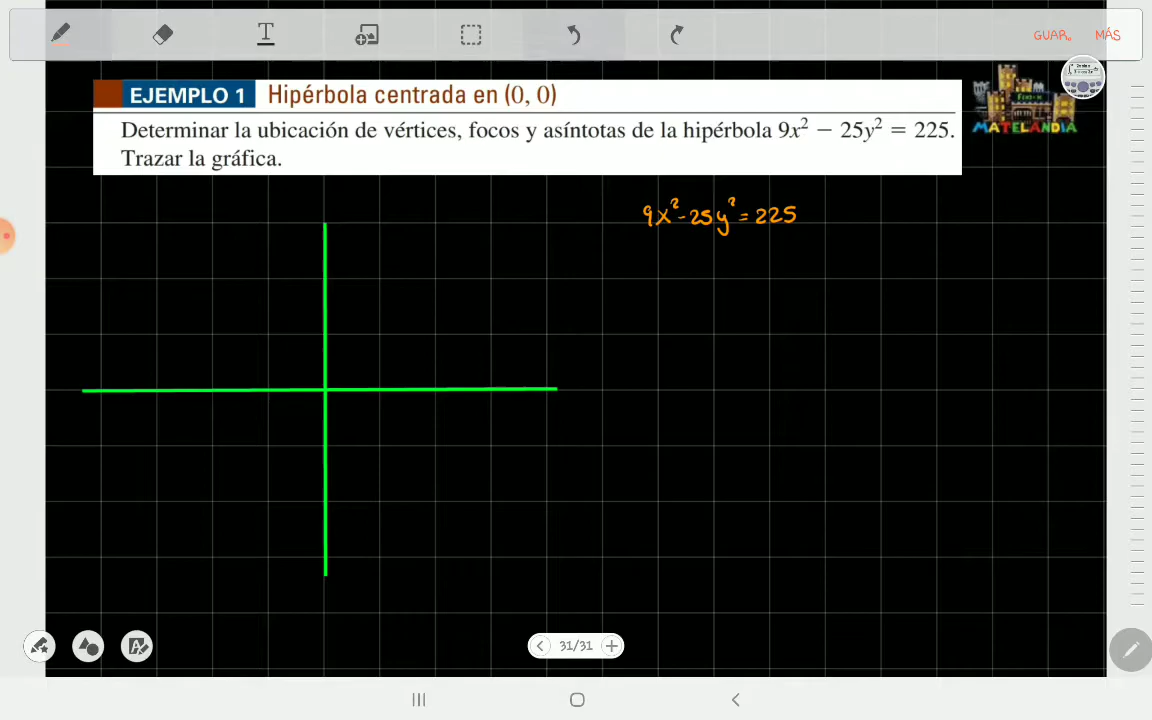 GUAR.
MÁS
EJEMPLO 1 Hipérbola centrada en (0, 0)
Determinar la ubicación de vértices, focos y asíntotas de la hipérbola 9x² − 25y² = 225.
Trazar la gráfica.
MATELANDIA
9x² - 25y² = 225
31/31